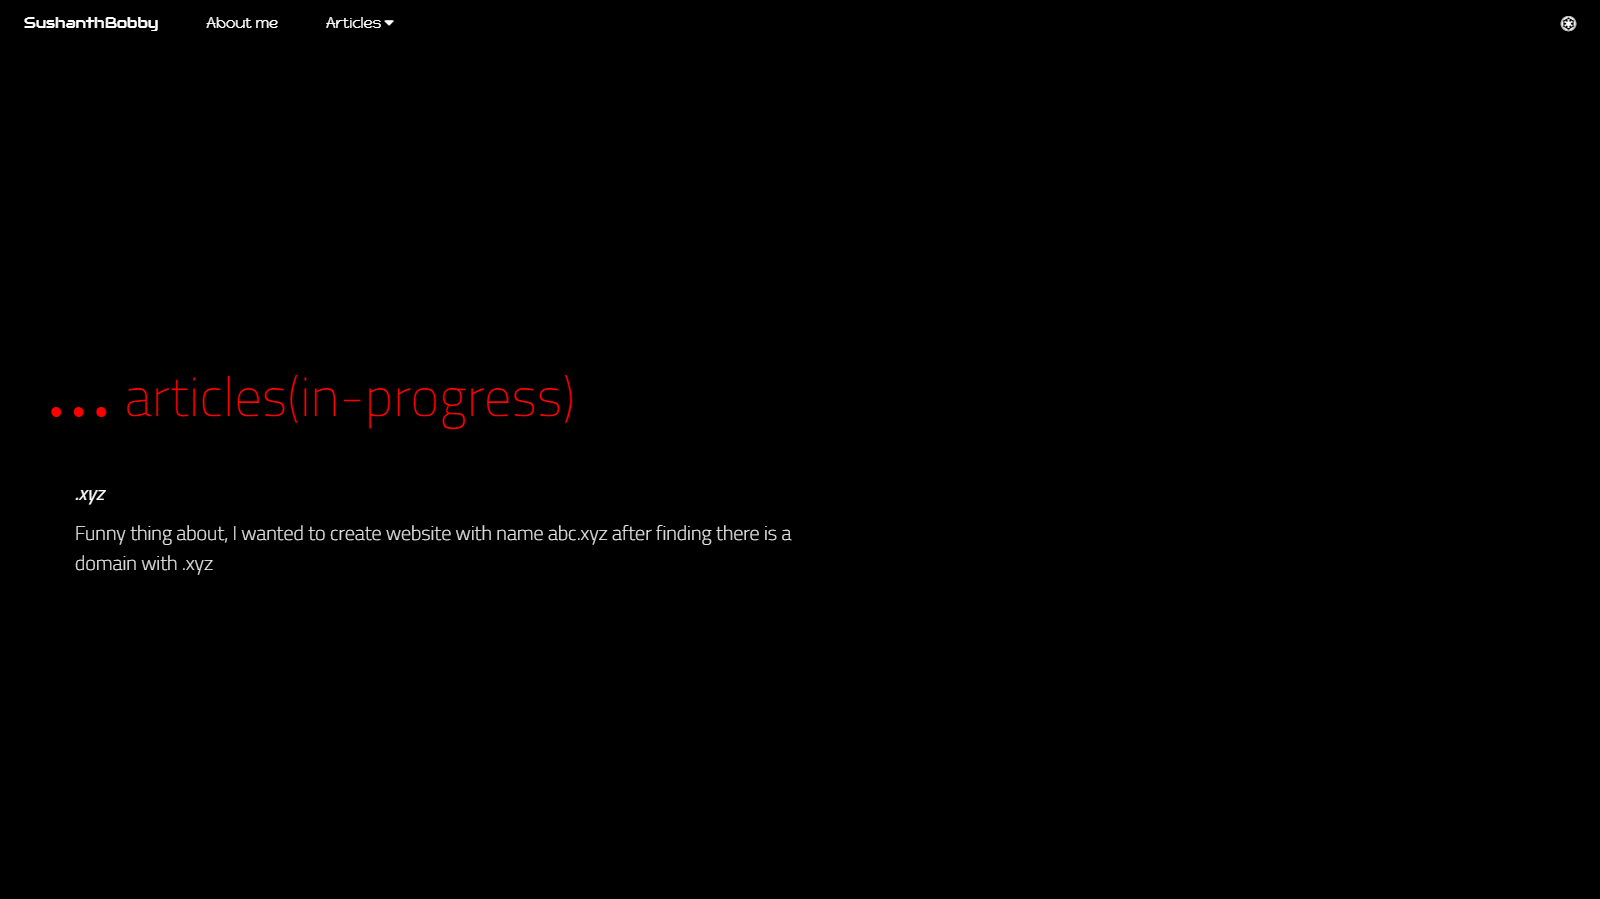 SushanthBobby About me Articles
... articles(in-progress)
.xyz
Funny thing about, I wanted to create website with name abc.xyz after finding there is a
domain with .xyz